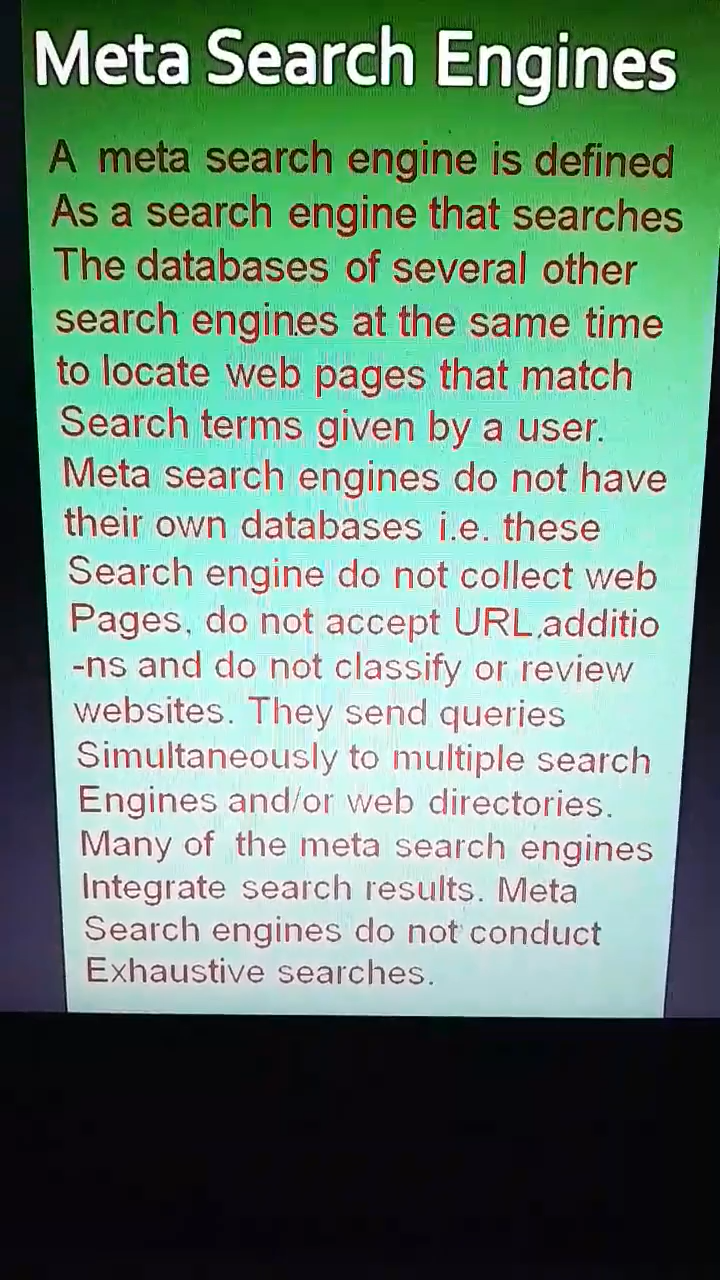 Meta Search Engines
A meta search engine is defined
As a search engine that searches
The databases of several other
search engines at the same time
to locate web pages that match
Search terms given by a user.
Meta search engines do not have
their own databases i.e. these
Search engine do not collect web
Pages, do not accept URL,additio
-ns and do not classify or review
websites. They send queries
Simultaneously to multiple search
Engines and/or web directories.
Many of the meta search engines
Integrate search results. Meta
Search engines do not conduct
Exhaustive searches.